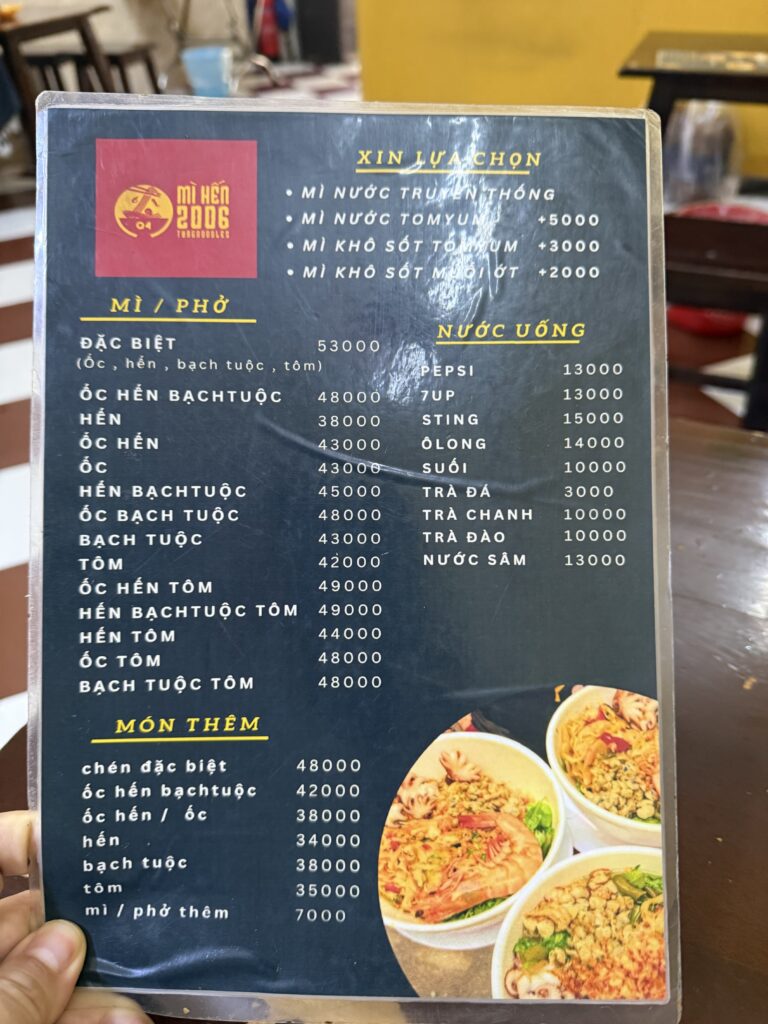 MÌ HẾN
2006
04
TYAGNOODLES
XIN LỰA CHỌN
• MÌ NƯỚC TRUYỀN THỐNG
• MÌ NƯỚC TOMYUM +5000
• MÌ KHÔ SỐT TOMYUM +3000
• MÌ KHÔ SỐT MUỐI ỚT +2000
MÌ / PHỞ
ĐẶC BIỆT 53000
(Ốc , hến , bạch tuộc , tôm)
ỐC HẾN BẠCHTUỘC 48000
HẾN 38000
ỐC HẾN 43000
ỐC 43000
HẾN BẠCHTUỘC 45000
ỐC BẠCH TUỘC 48000
BẠCH TUỘC 43000
TÔM 42000
ỐC HẾN TÔM 49000
HẾN BẠCHTUỘC TÔM 49000
HẾN TÔM 44000
ỐC TÔM 48000
BẠCH TUỘC TÔM 48000
MÓN THÊM
chén đặc biệt 48000
ốc hến bạchtuộc 42000
ốc hến / ốc 38000
hến 34000
bạch tuộc 38000
tôm 35000
mì / phở thêm 7000
NƯỚC UỐNG
PEPSI 13000
7UP 13000
STING 15000
ÔLONG 14000
SUỐI 10000
TRÀ ĐÁ 3000
TRÀ CHANH 10000
TRÀ ĐÀO 10000
NƯỚC SÂM 13000